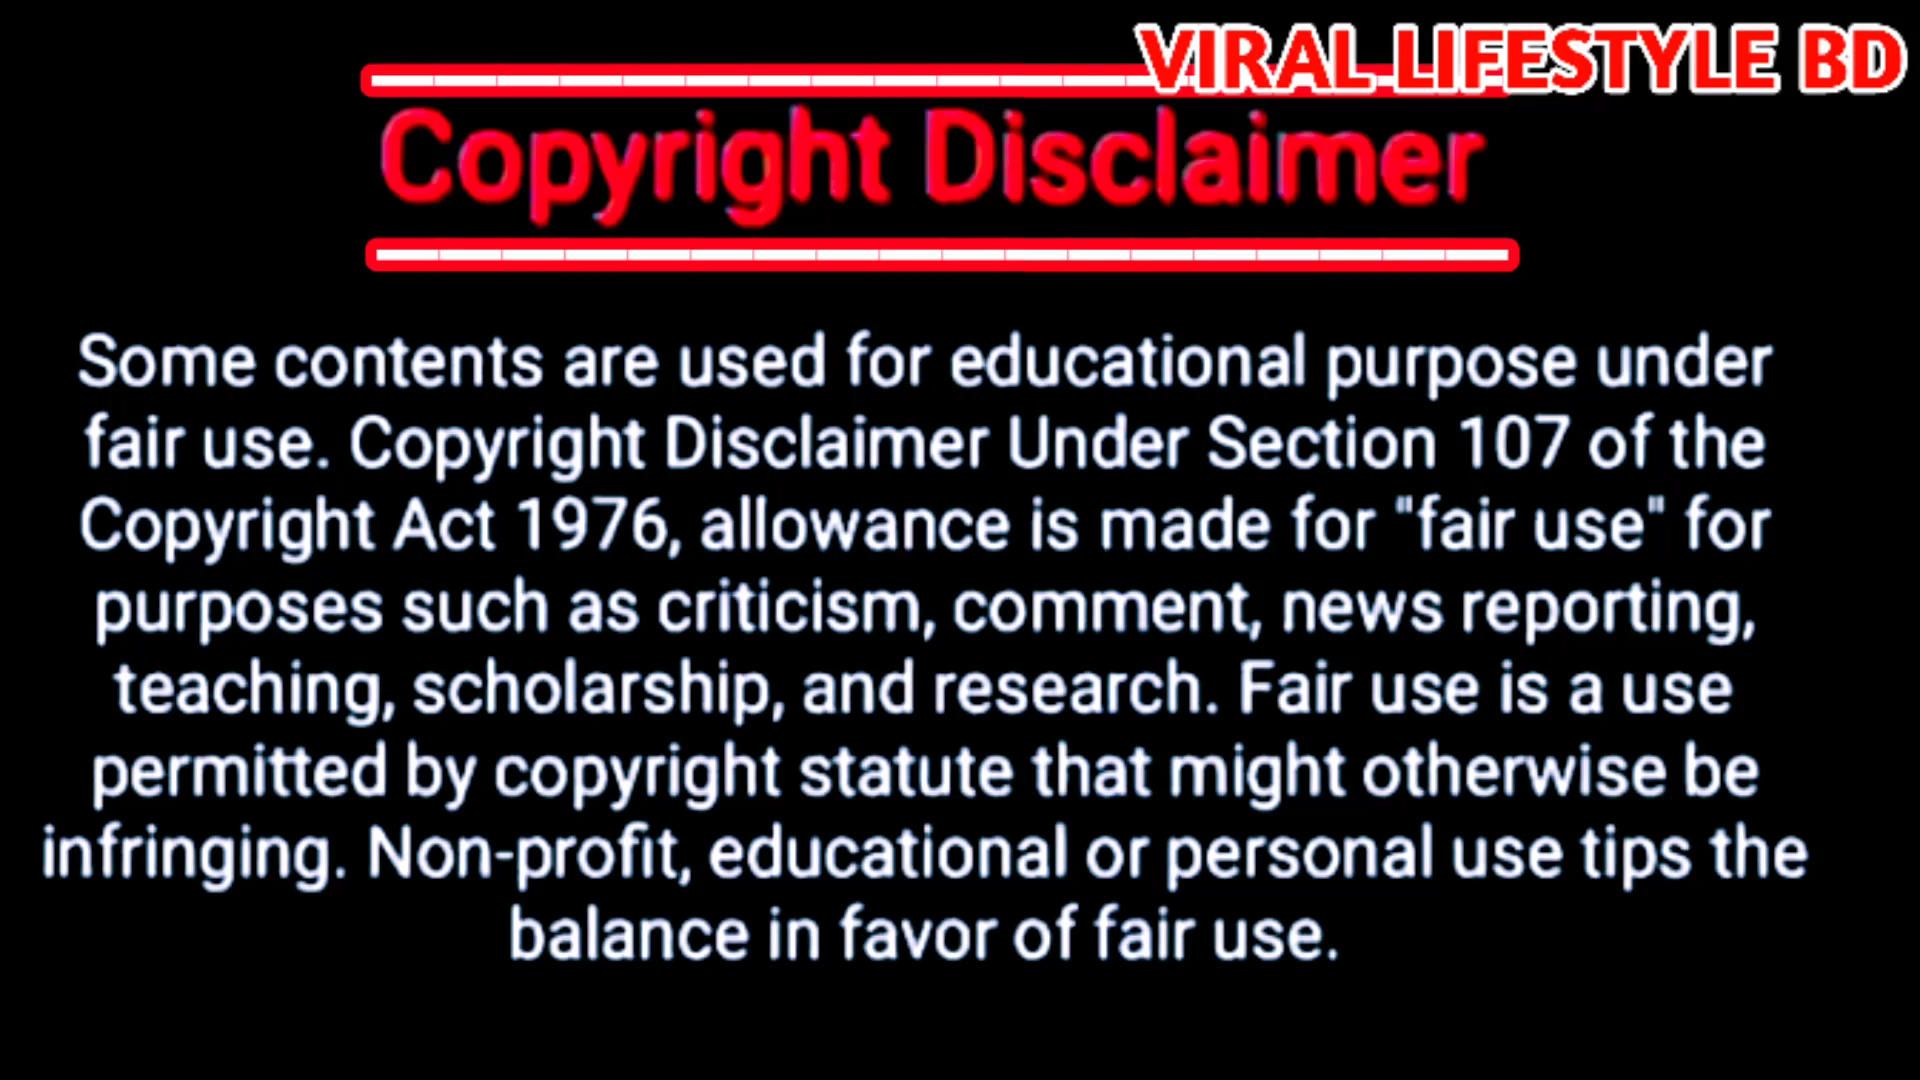 VIRAL LIFESTYLE BD
Copyright Disclaimer
Some contents are used for educational purpose under
fair use. Copyright Disclaimer Under Section 107 of the
Copyright Act 1976, allowance is made for "fair use" for
purposes such as criticism, comment, news reporting,
teaching, scholarship, and research. Fair use is a use
permitted by copyright statute that might otherwise be
infringing. Non-profit, educational or personal use tips the
balance in favor of fair use.